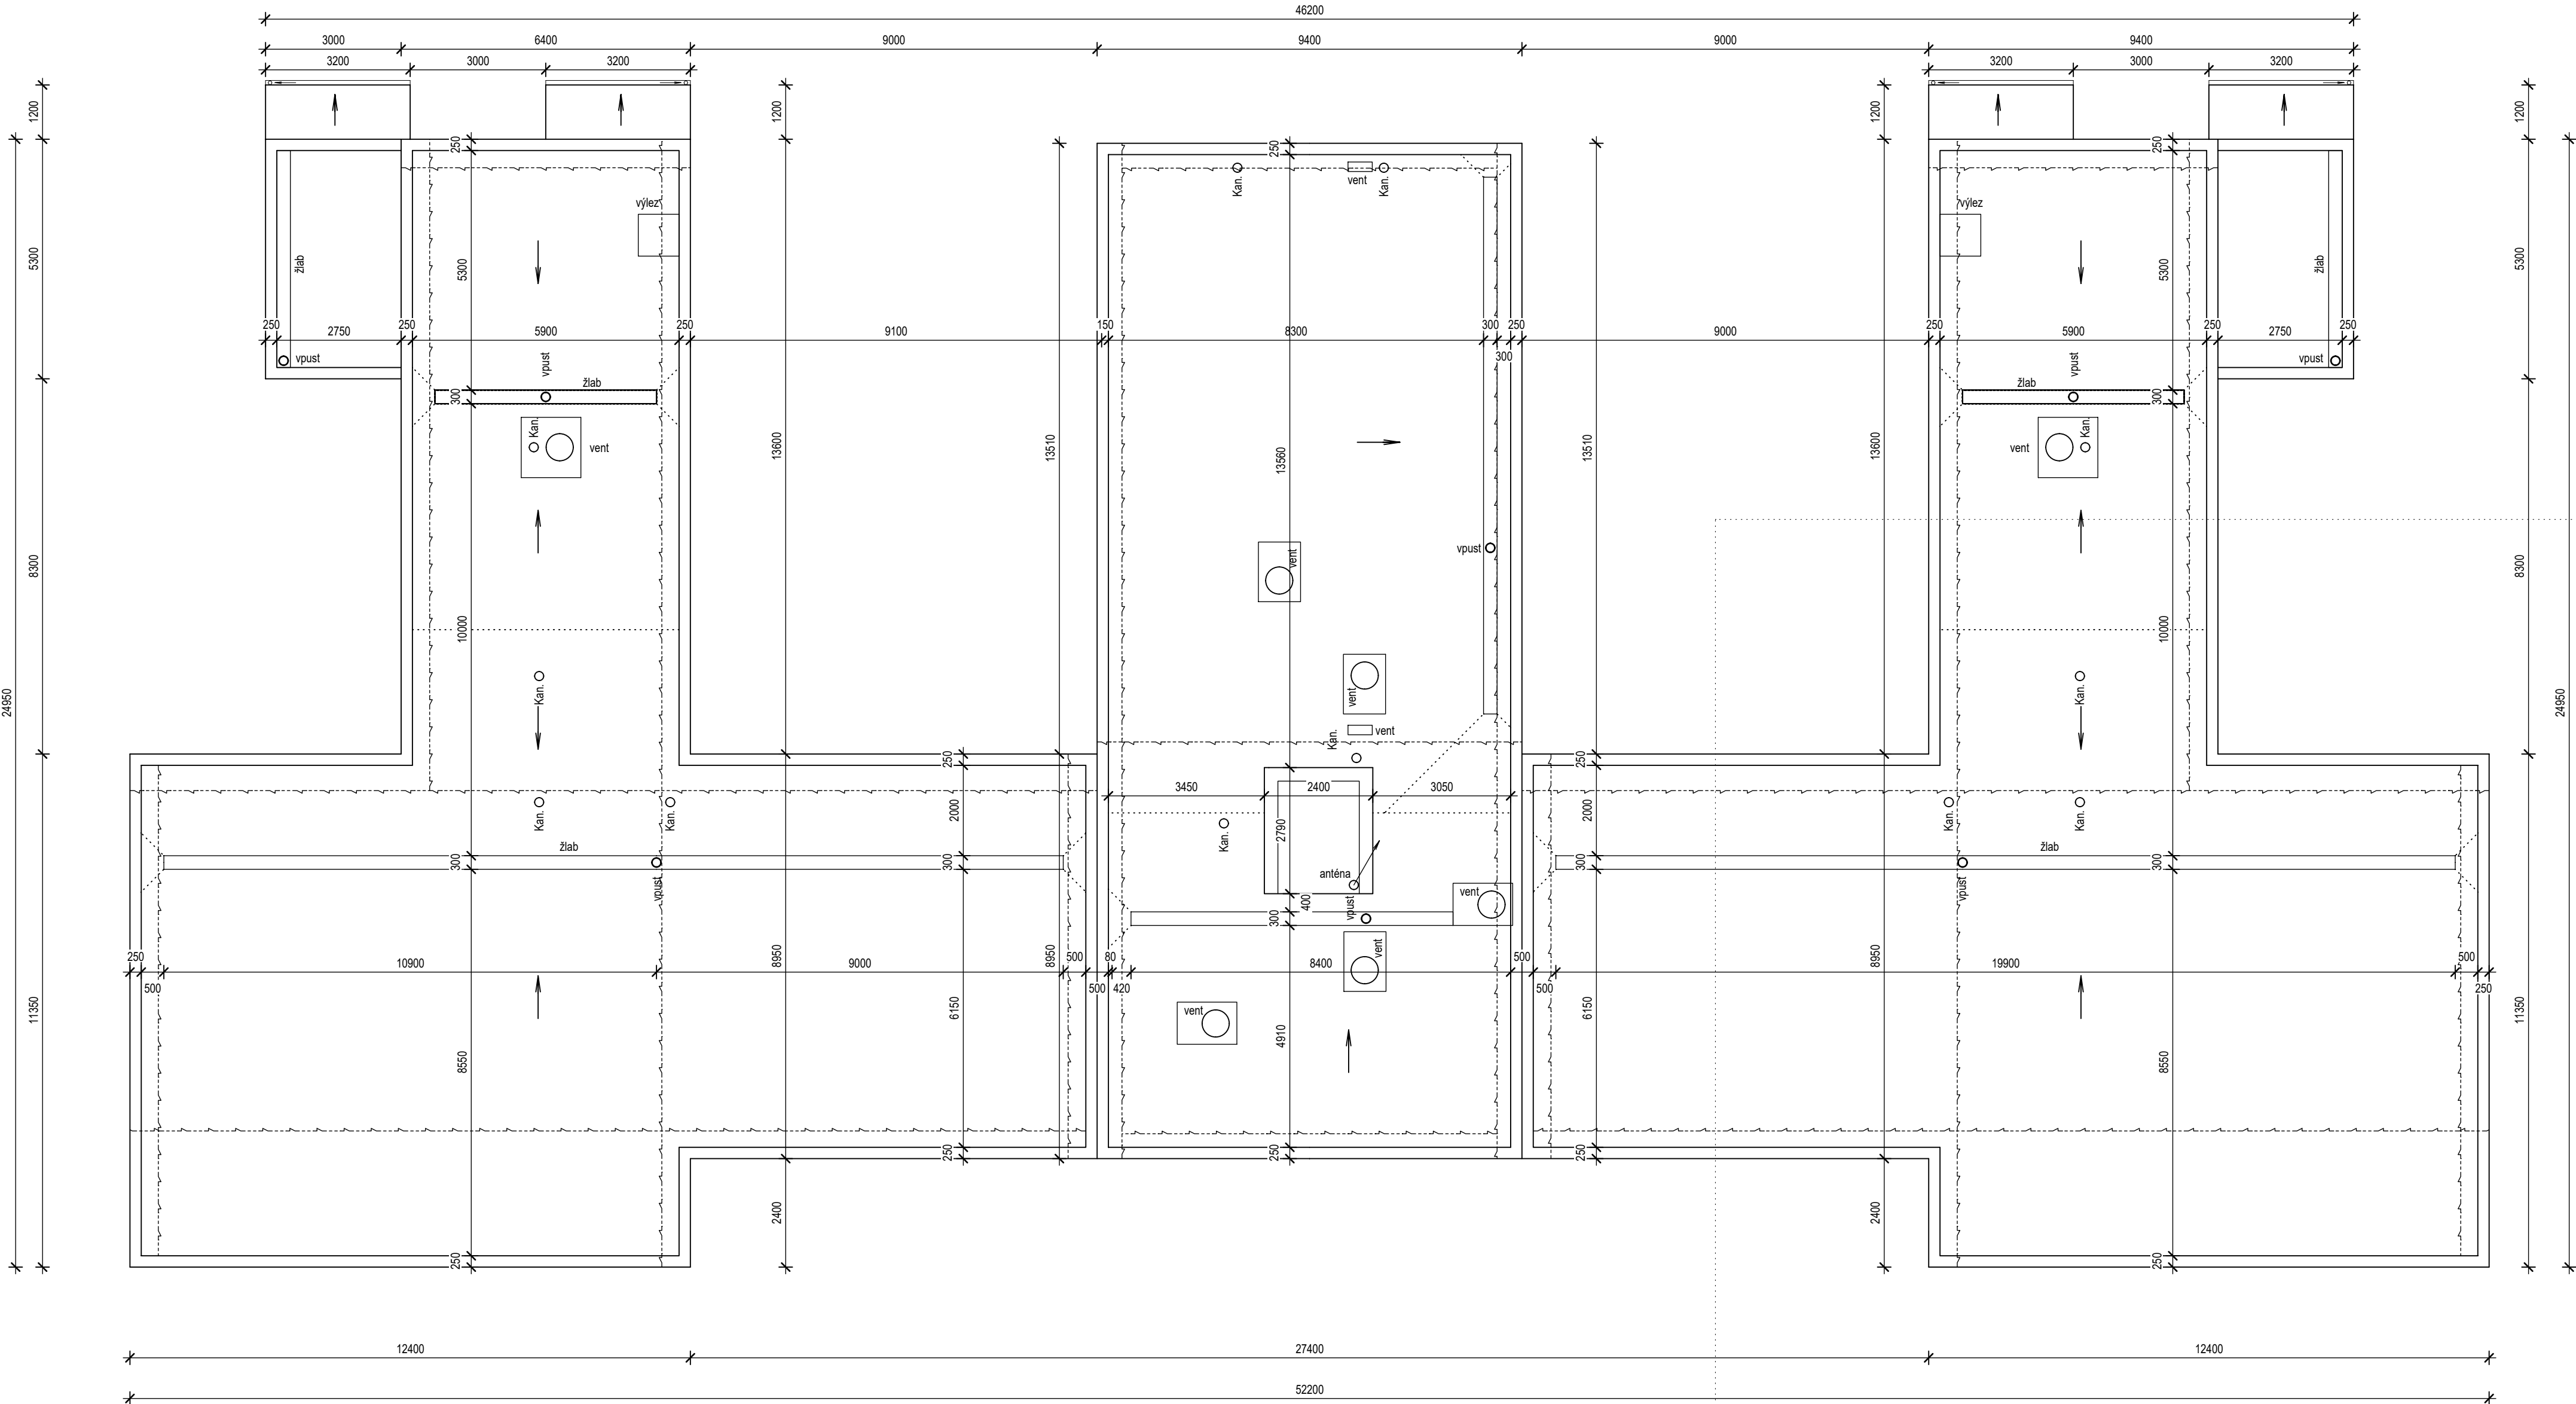 46200
3000 6400 9000 9400 9000 9400
3200 3000 3200 3200 3000 3200
1200 1200 1200 1200
250 250 250
vent
Kan. Kan.
výlez výlez
5300 žlab 5300 5300 žlab 5300
250 2750 250 5900 250 9100 150 8300 300 250 9000 250 5900 250 2750 250
300
vpust vpust vpust vpust
žlab žlab
300 300
Kan. vent vent Kan.
8300 13600 13510 13560 13510 13600 8300
vent vpust
10000 10000
24950 24950
Kan. vent Kan.
Kan. vent
250 250
3450 2400 3050
2000 2790 2000
Kan. Kan. Kan. Kan. Kan.
žlab žlab
300 300 300 300
anténa
vpust vpust
400 vpust vent
300
vent
250 10900 9000 500 80 8400 500 19900 500
500 500 420 500 250
8950 8950 8950
11350 6150 6150 11350
vent
4910
8550 8550
250 250 250
2400 2400
250 250
12400 27400 12400
52200